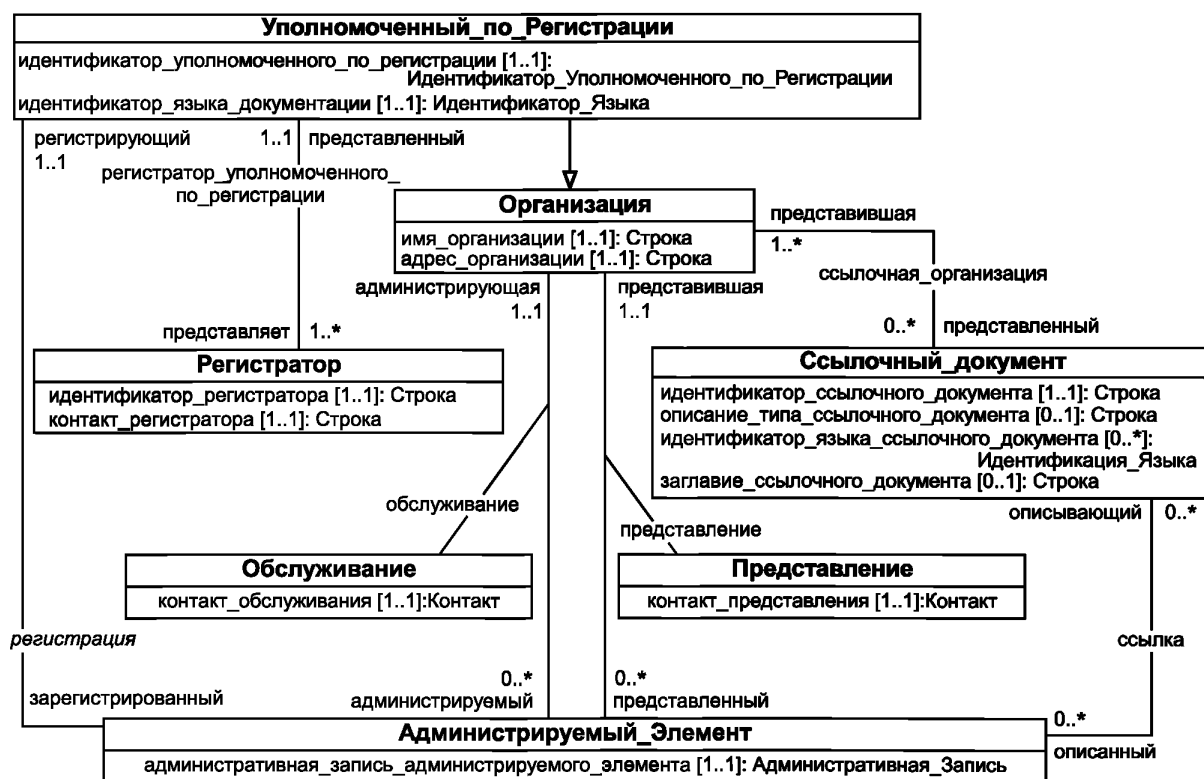 Уполномоченный_по_Регистрации
идентификатор_уполномоченного_по_регистрации [1..1]:
Идентификатор_Уполномоченного_по_Регистрации
идентификатор_языка_документации [1..1]: Идентификатор_Языка
регистрирующий
1..1
1..1
представленный
регистратор_уполномоченного_
по_регистрации
Организация
имя_организации [1..1]: Строка
адрес_организации [1..1]: Строка
представившая
1..*
ссылочная_организация
администрирующая
1..1
представившая
1..1
представляет
1..*
0..*
представленный
Регистратор
идентификатор_регистратора [1..1]: Строка
контакт_регистратора [1..1]: Строка
Ссылочный_документ
идентификатор_ссылочного_документа [1..1]: Строка
описание_типа_ссылочного_документа [0..1]: Строка
идентификатор_языка_ссылочного_документа [0..*]:
Идентификация_Языка
заглавие_ссылочного_документа [0..1]: Строка
обслуживание
представление
описывающий
0..*
Обслуживание
контакт_обслуживания [1..1]:Контакт
Представление
контакт_представления [1..1]:Контакт
регистрация
ссылка
0..*
0..*
зарегистрированный
администрируемый
представленный
0..*
описанный
Администрируемый_Элемент
административная_запись_администрируемого_элемента [1..1]: Административная_Запись